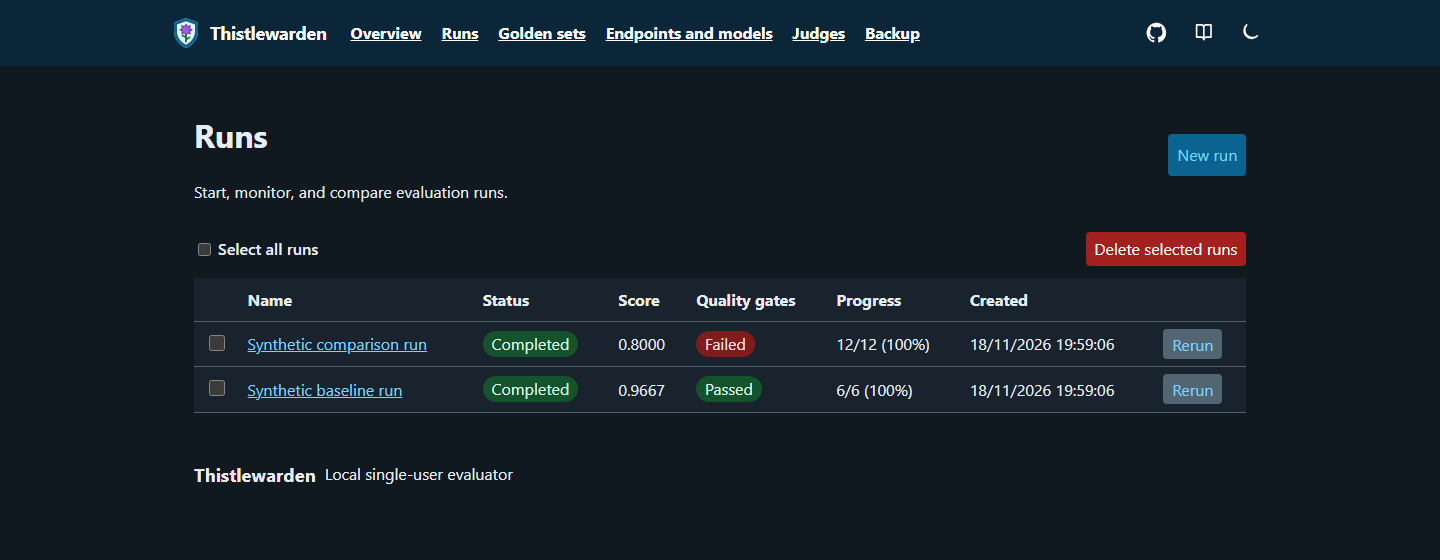 Thistlewarden Overview Runs Golden sets Endpoints and models Judges Backup
Runs
New run
Start, monitor, and compare evaluation runs.
Select all runs
Delete selected runs
Name Status Score Quality gates Progress Created
Synthetic comparison run Completed 0.8000 Failed 12/12 (100%) 18/11/2026 19:59:06 Rerun
Synthetic baseline run Completed 0.9667 Passed 6/6 (100%) 18/11/2026 19:59:06 Rerun
Thistlewarden Local single-user evaluator